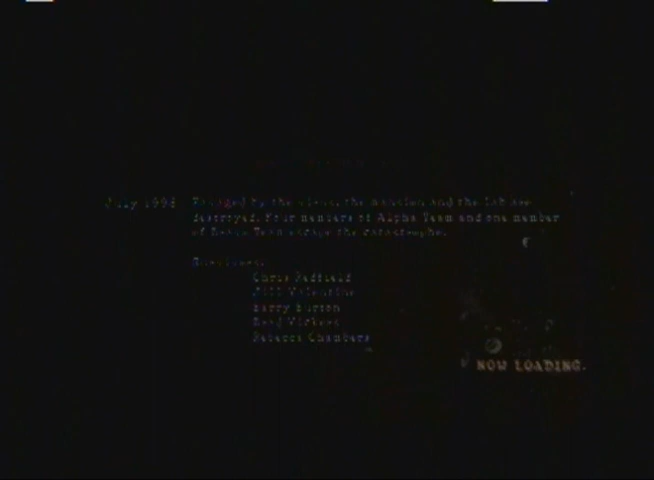 July 1998 Ravaged by the virus, the mansion and the lab are
destroyed. Four members of Alpha Team and one member
of Bravo Team escape the catastrophe.
Survivors:
Chris Redfield
Jill Valentine
Barry Burton
Brad Vickers
Rebecca Chambers
NOW LOADING.